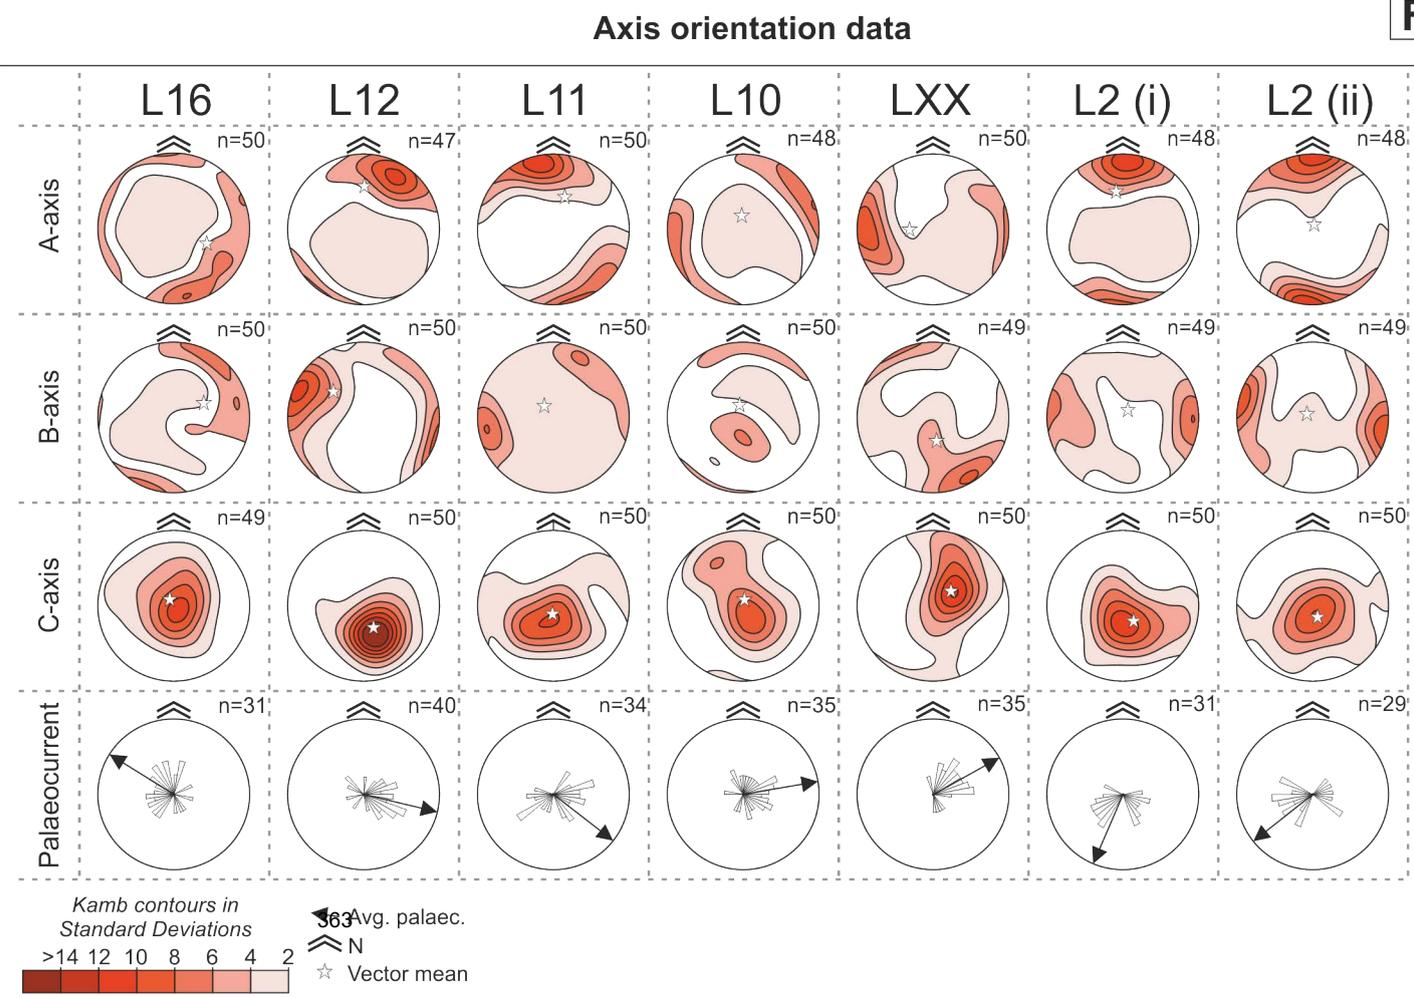 Axis orientation data
L16 L12 L11 L10 LXX L2 (i) L2 (ii)
A-axis
n=50 n=47 n=50 n=48 n=50 n=48 n=48
B-axis
n=50 n=50 n=50 n=50 n=49 n=49 n=49
C-axis
n=49 n=50 n=50 n=50 n=50 n=50 n=50
Palaeocurrent
n=31 n=40 n=34 n=35 n=35 n=31 n=29
Kamb contours in
Standard Deviations
>14 12 10 8 6 4 2
363 Avg. palaec.
N
Vector mean